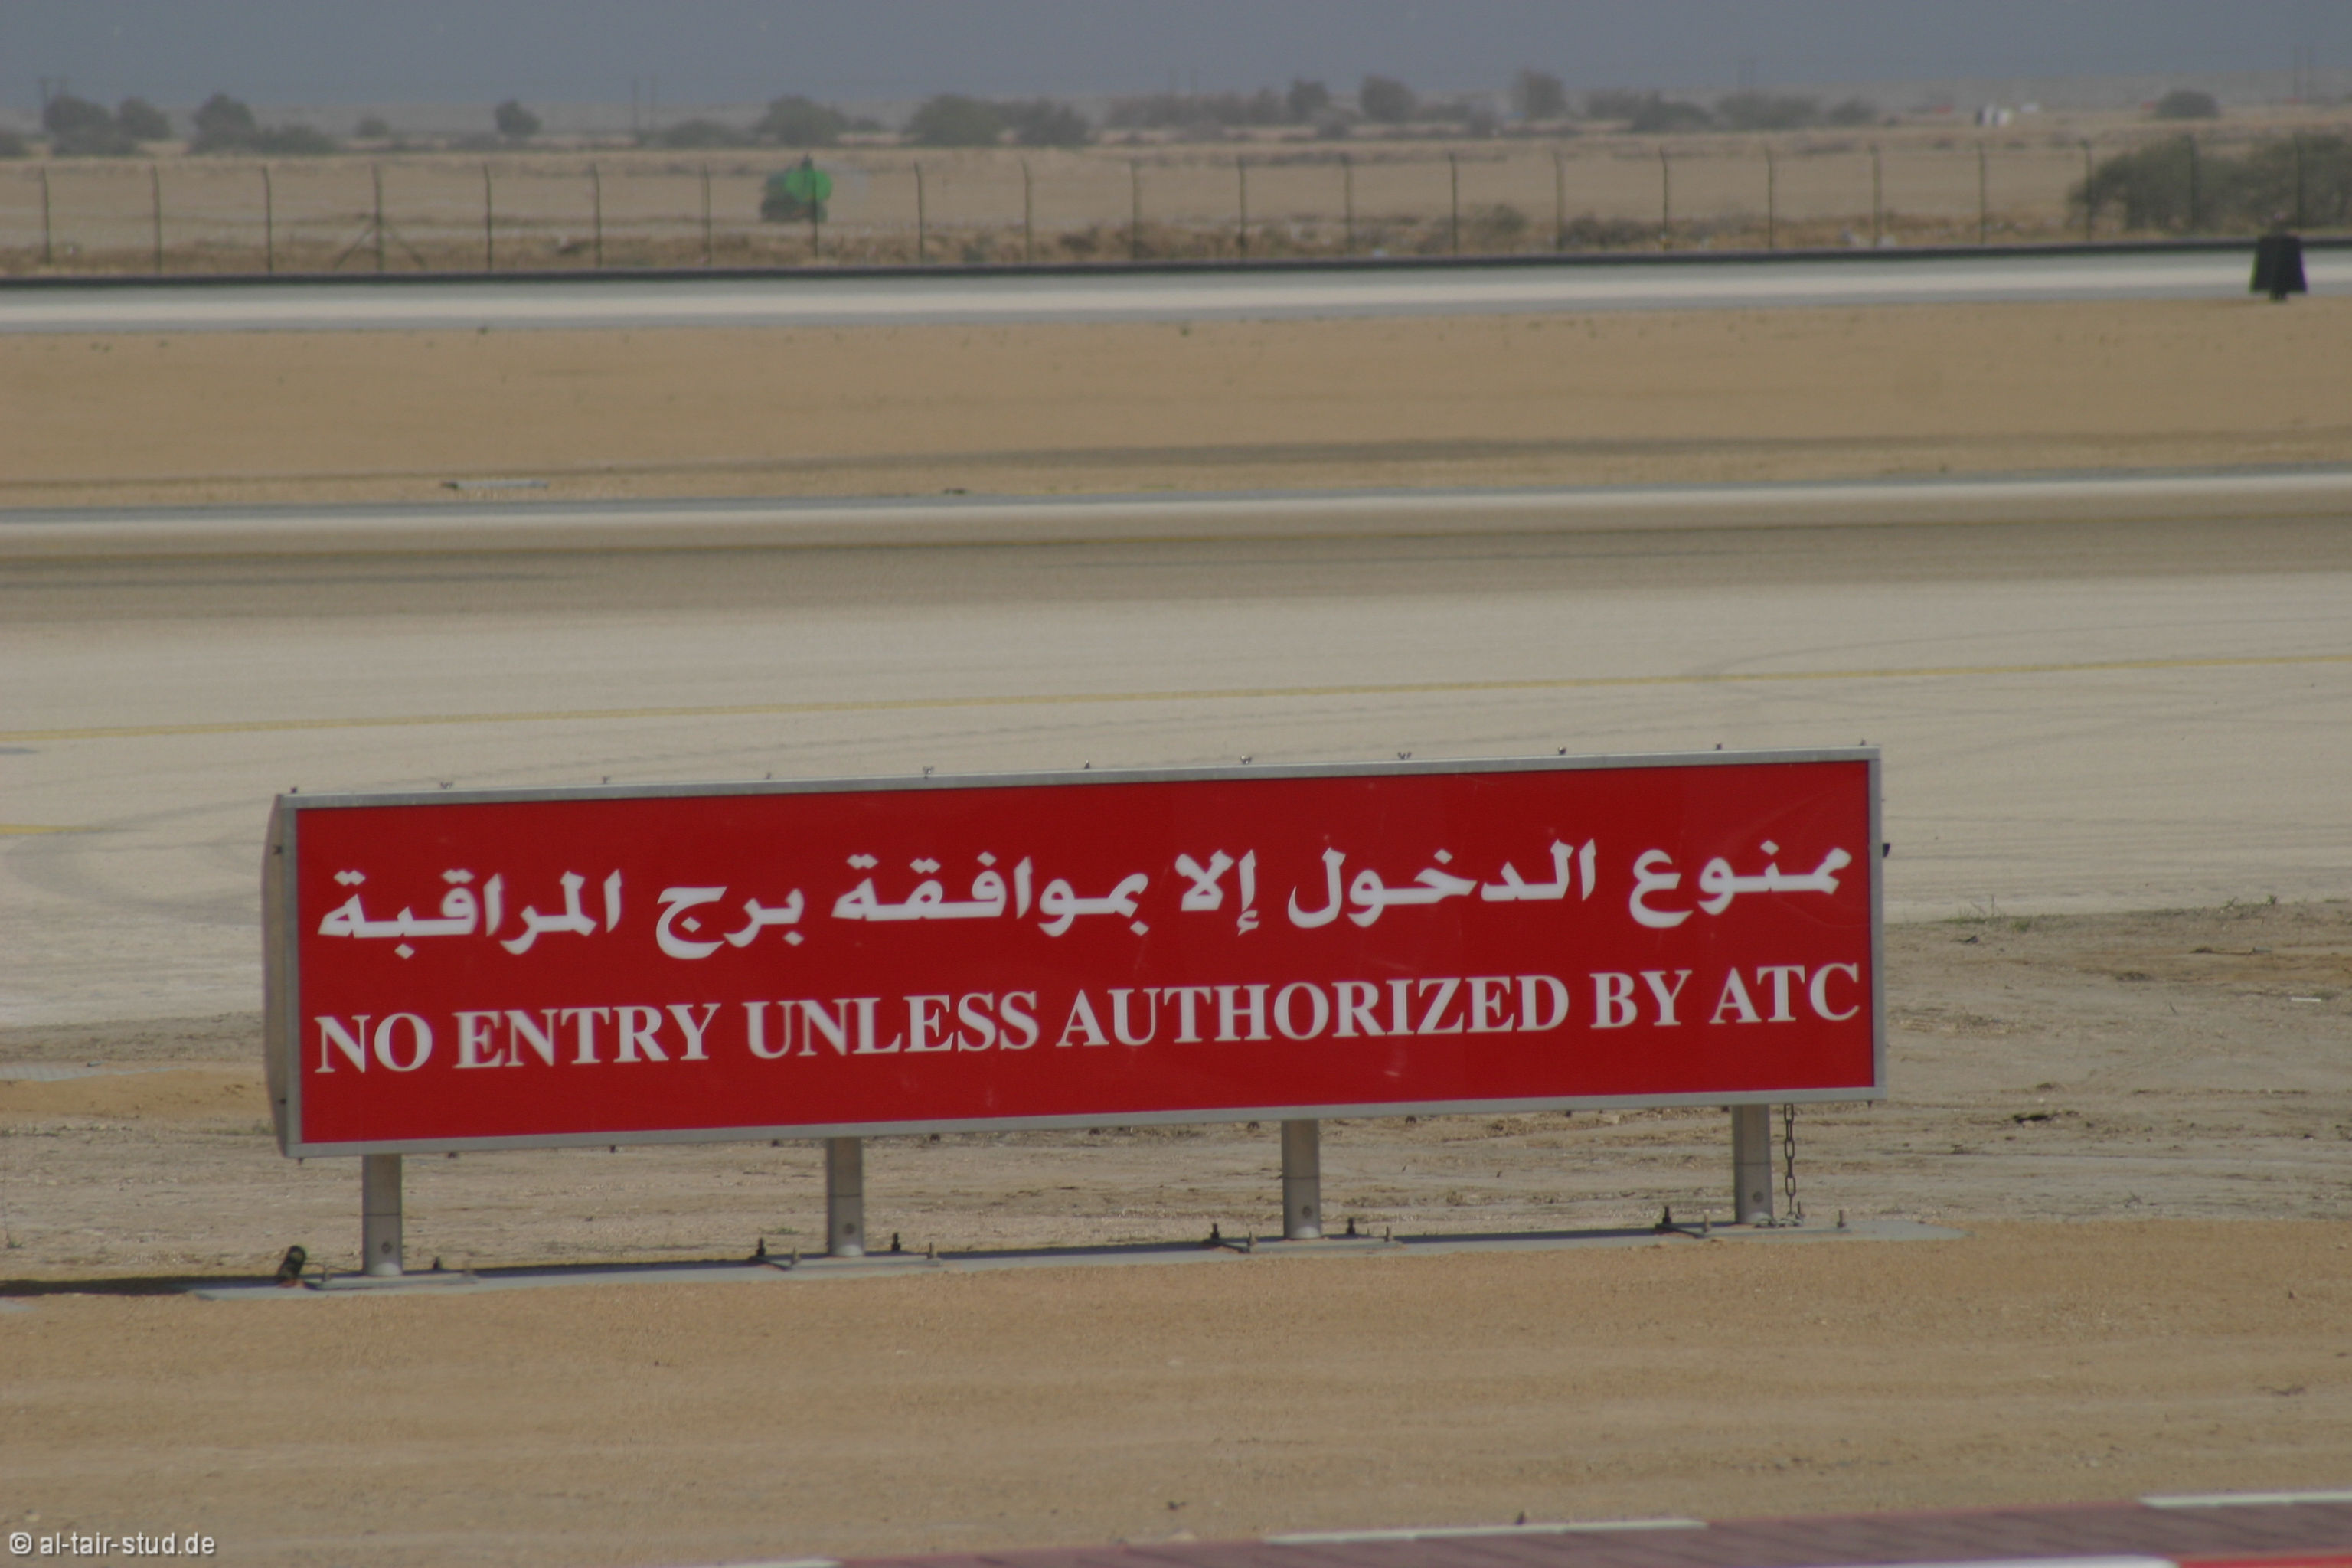 ممنوع الدخول إلا بموافقة برج المراقبة
NO ENTRY UNLESS AUTHORIZED BY ATC
© al-tair-stud.de